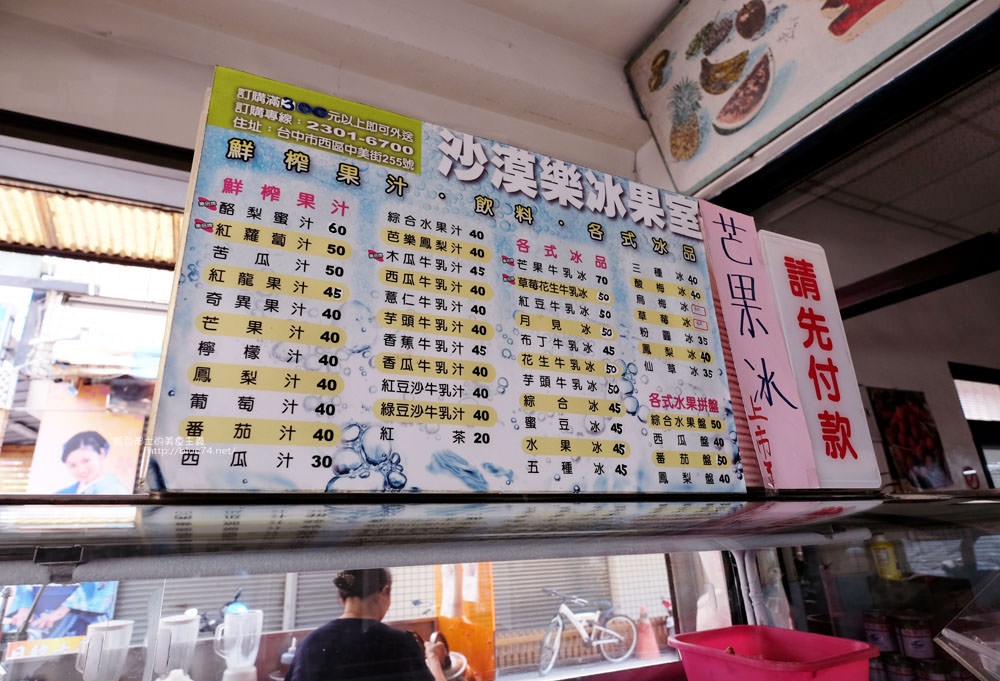 訂購滿300元以上即可外送
訂購專線：2301-6700
住址：台中市西區中美街255號
沙漠樂冰果室
鮮榨果汁・飲料・各式冰品
鮮榨果汁
酪梨蜜汁 60
紅蘿蔔汁 50
苦瓜汁 50
紅龍果汁 45
奇異果汁 40
芒果汁 40
檸檬汁 40
鳳梨汁 40
葡萄汁 40
番茄汁 40
西瓜汁 30
綜合水果汁 40
芭樂鳳梨汁 40
木瓜牛乳汁 45
西瓜牛乳汁 40
薏仁牛乳汁 40
芋頭牛乳汁 40
香蕉牛乳汁 45
香瓜牛乳汁 40
紅豆沙牛乳汁 40
綠豆沙牛乳汁 40
紅茶 20
各式冰品
芒果牛乳冰 70
草莓花生牛乳冰 50
紅豆牛乳冰 50
月見冰 50
布丁牛乳冰 45
花生牛乳冰 50
芋頭牛乳冰 50
綜合冰 45
蜜豆冰 45
水果冰 45
五種冰 45
三種冰 40
酸梅冰 40
烏梅冰
草莓冰
粉圓冰 35
鳳梨冰 40
仙草冰 35
各式水果拼盤
綜合水果盤 50
西瓜盤 40
番茄盤 50
鳳梨盤 40
芒果冰
上市
請先付款
http://blog74.net/